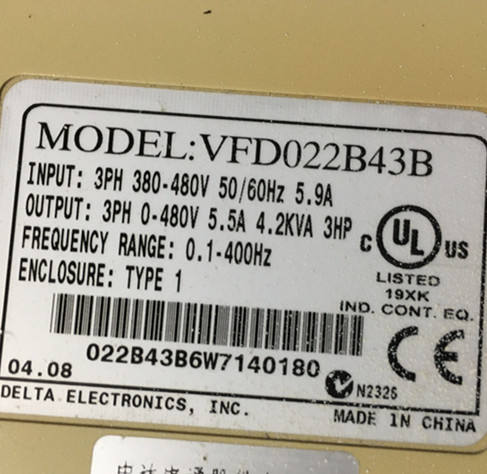 MODEL:VFD022B43B
INPUT: 3PH 380-480V 50/60Hz 5.9A
OUTPUT: 3PH 0-480V 5.5A 4.2KVA 3HP
FREQUENCY RANGE: 0.1-400Hz
ENCLOSURE: TYPE 1
C UL US
LISTED
19XK
IND. CONT. EQ.
022B43B6W7140180
CE
04.08
N2325
DELTA ELECTRONICS, INC.
MADE IN CHINA